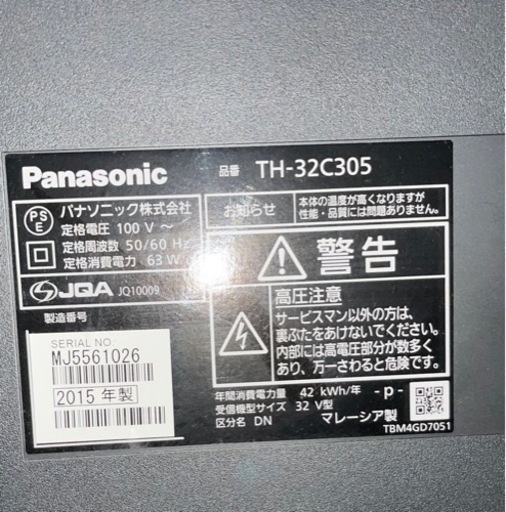 Panasonic
品番 TH-32C305
PS
E
パナソニック株式会社
定格電圧 100 V ～
定格周波数 50/60 Hz
定格消費電力 63 W
JQA JQ10009
お知らせ
本体の温度が高くなりますが
性能・品質には問題ありません。
警告
高圧注意
サービスマン以外の方は、
裏ぶたをあけないでください。
内部には高電圧部分が数多く
あり、万一さわると危険です。
製造番号
SERIAL NO.
MJ5561026
2015 年製
年間消費電力量 42 kWh/年
受信機型サイズ 32 V型
区分名 DN
-p-
マレーシア製
TBM4GD7051